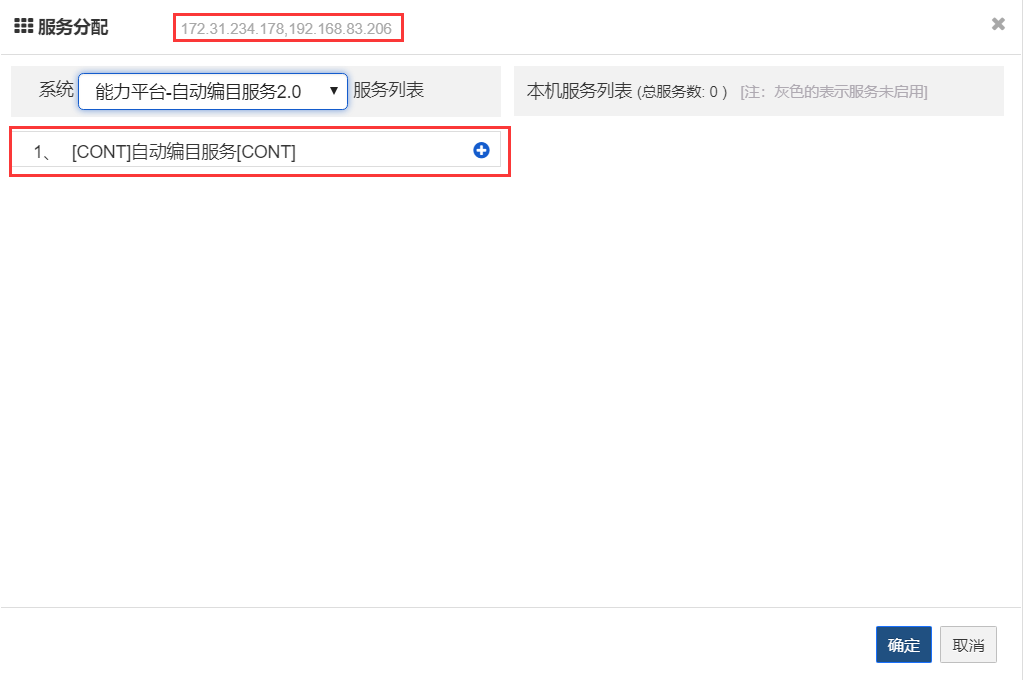 服务分配 172.31.234.178,192.168.83.206
系统 能力平台-自动编目服务2.0 服务列表
本机服务列表 (总服务数: 0 ) [注：灰色的表示服务未启用]
1、 [CONT]自动编目服务[CONT]
确定 取消